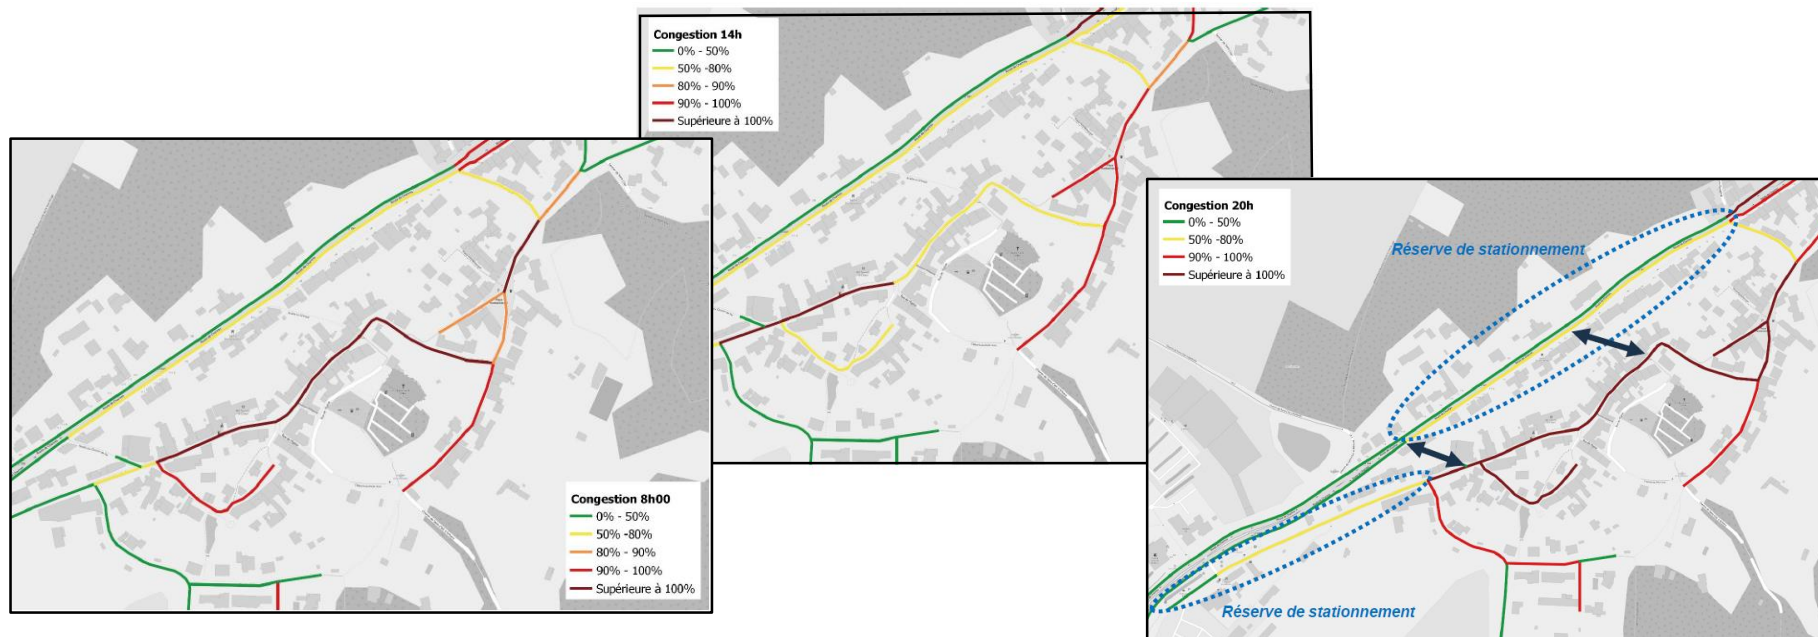 Congestion 14h
0% - 50%
50% -80%
80% - 90%
90% - 100%
Supérieure à 100%
Congestion 8h00
0% - 50%
50% -80%
80% - 90%
90% - 100%
Supérieure à 100%
Congestion 20h
0% - 50%
50% -80%
90% - 100%
Supérieure à 100%
Réserve de stationnement
Réserve de stationnement